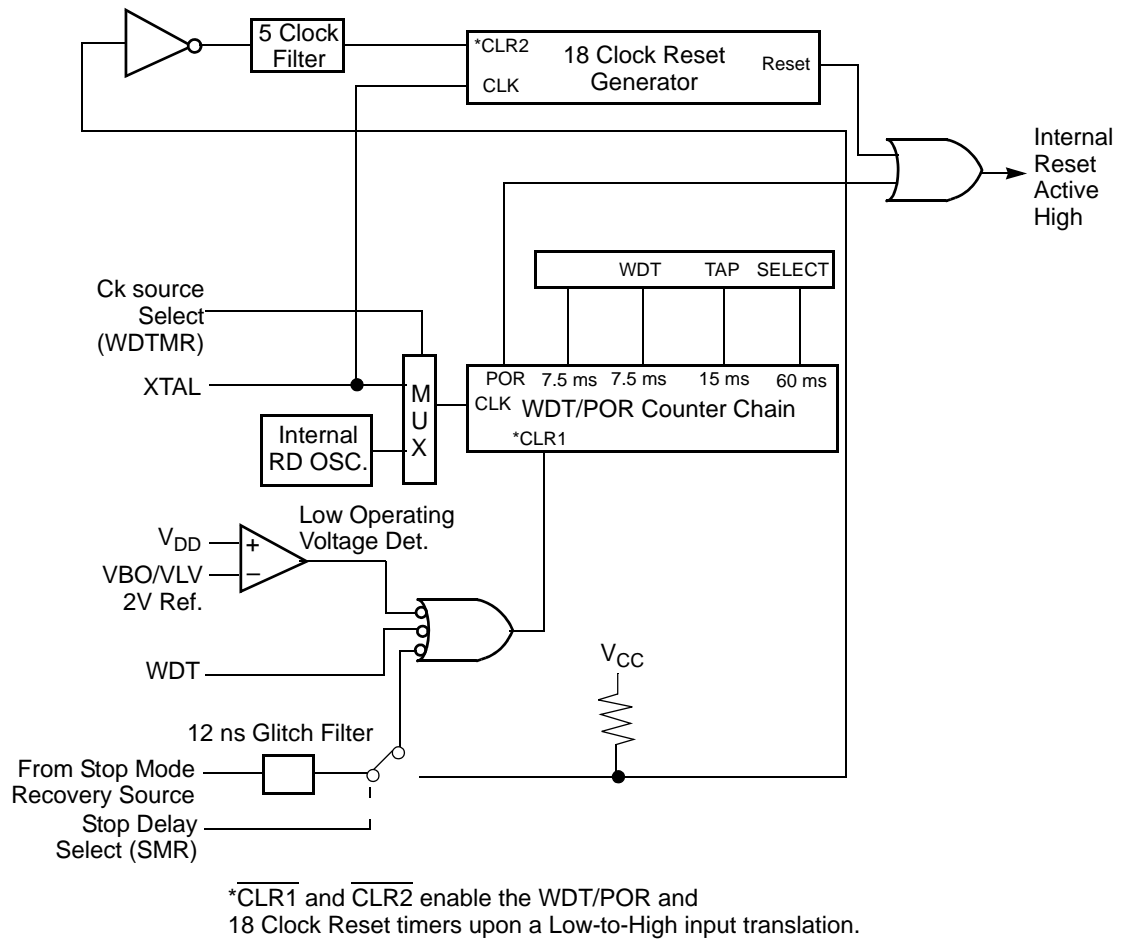 5 Clock
Filter
*CLR2
CLK
18 Clock Reset
Generator
Reset
Internal
Reset
Active
High
WDT TAP SELECT
Ck source
Select
(WDTMR)
XTAL
M
U
X
Internal
RD OSC.
POR 7.5 ms 7.5 ms 15 ms 60 ms
CLK WDT/POR Counter Chain
*CLR1
Low Operating
Voltage Det.
VDD
+
VBO/VLV
–
2V Ref.
WDT
VCC
12 ns Glitch Filter
From Stop Mode
Recovery Source
Stop Delay
Select (SMR)
*CLR1 and CLR2 enable the WDT/POR and
18 Clock Reset timers upon a Low-to-High input translation.